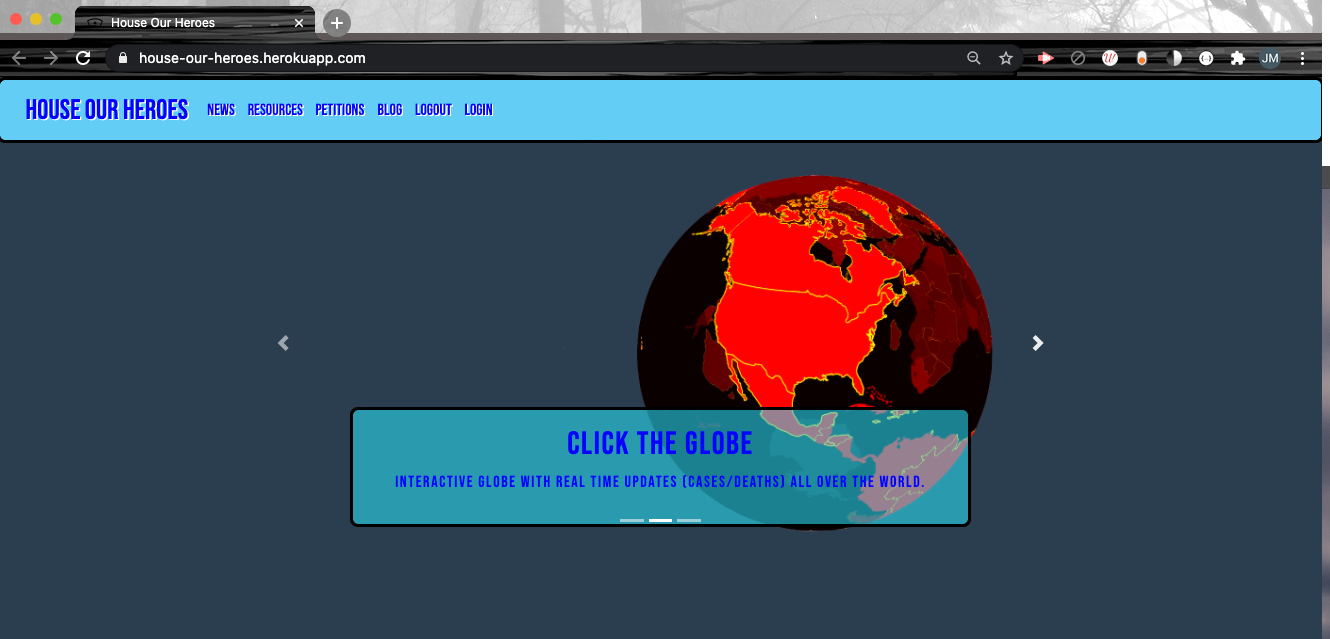 House Our Heroes
house-our-heroes.herokuapp.com
JM
HOUSE OUR HEROES NEWS RESOURCES PETITIONS BLOG LOGOUT LOGIN
CLICK THE GLOBE
INTERACTIVE GLOBE WITH REAL TIME UPDATES (CASES/DEATHS) ALL OVER THE WORLD.